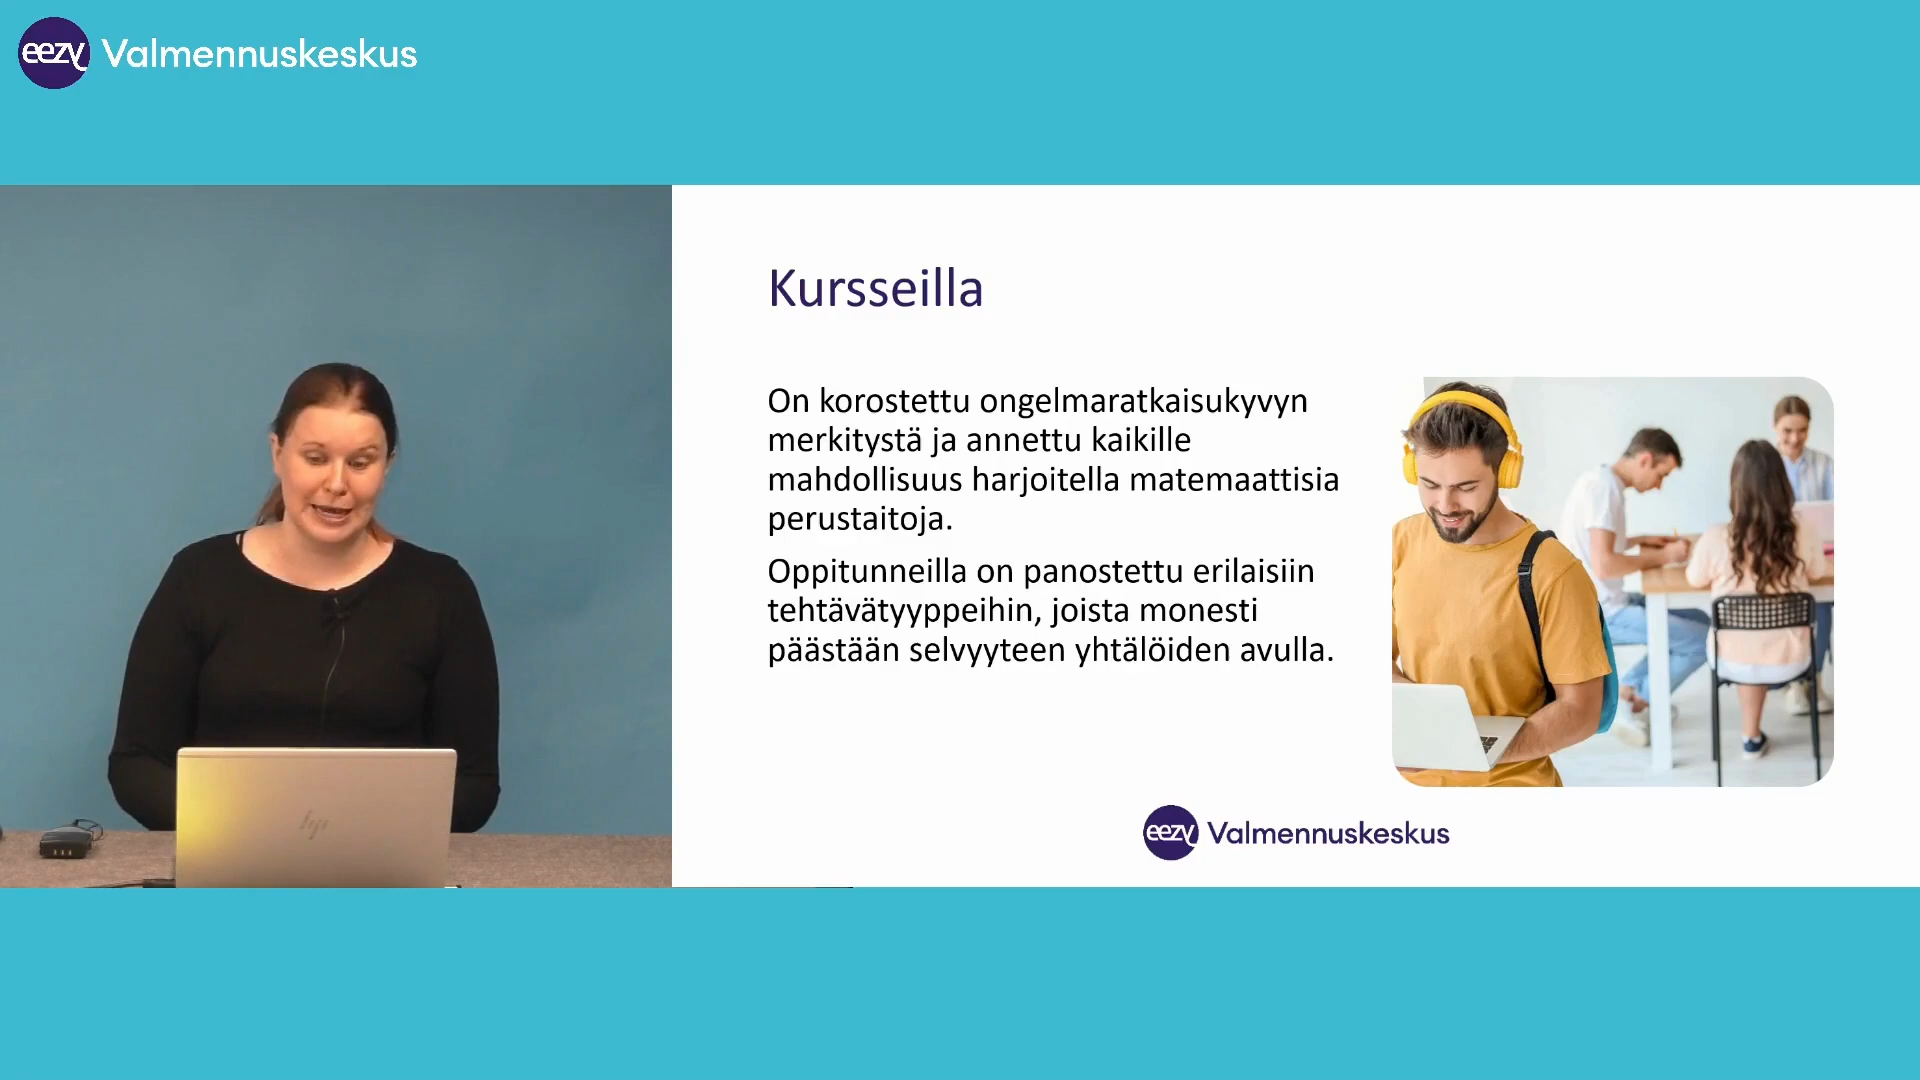 eezy Valmennuskeskus
Kursseilla
On korostettu ongelmaratkaisukyvyn
merkitystä ja annettu kaikille
mahdollisuus harjoitella matemaattisia
perustaitoja.
Oppitunneilla on panostettu erilaisiin
tehtävätyyppeihin, joista monesti
päästään selvyyteen yhtälöiden avulla.
hp
eezy Valmennuskeskus